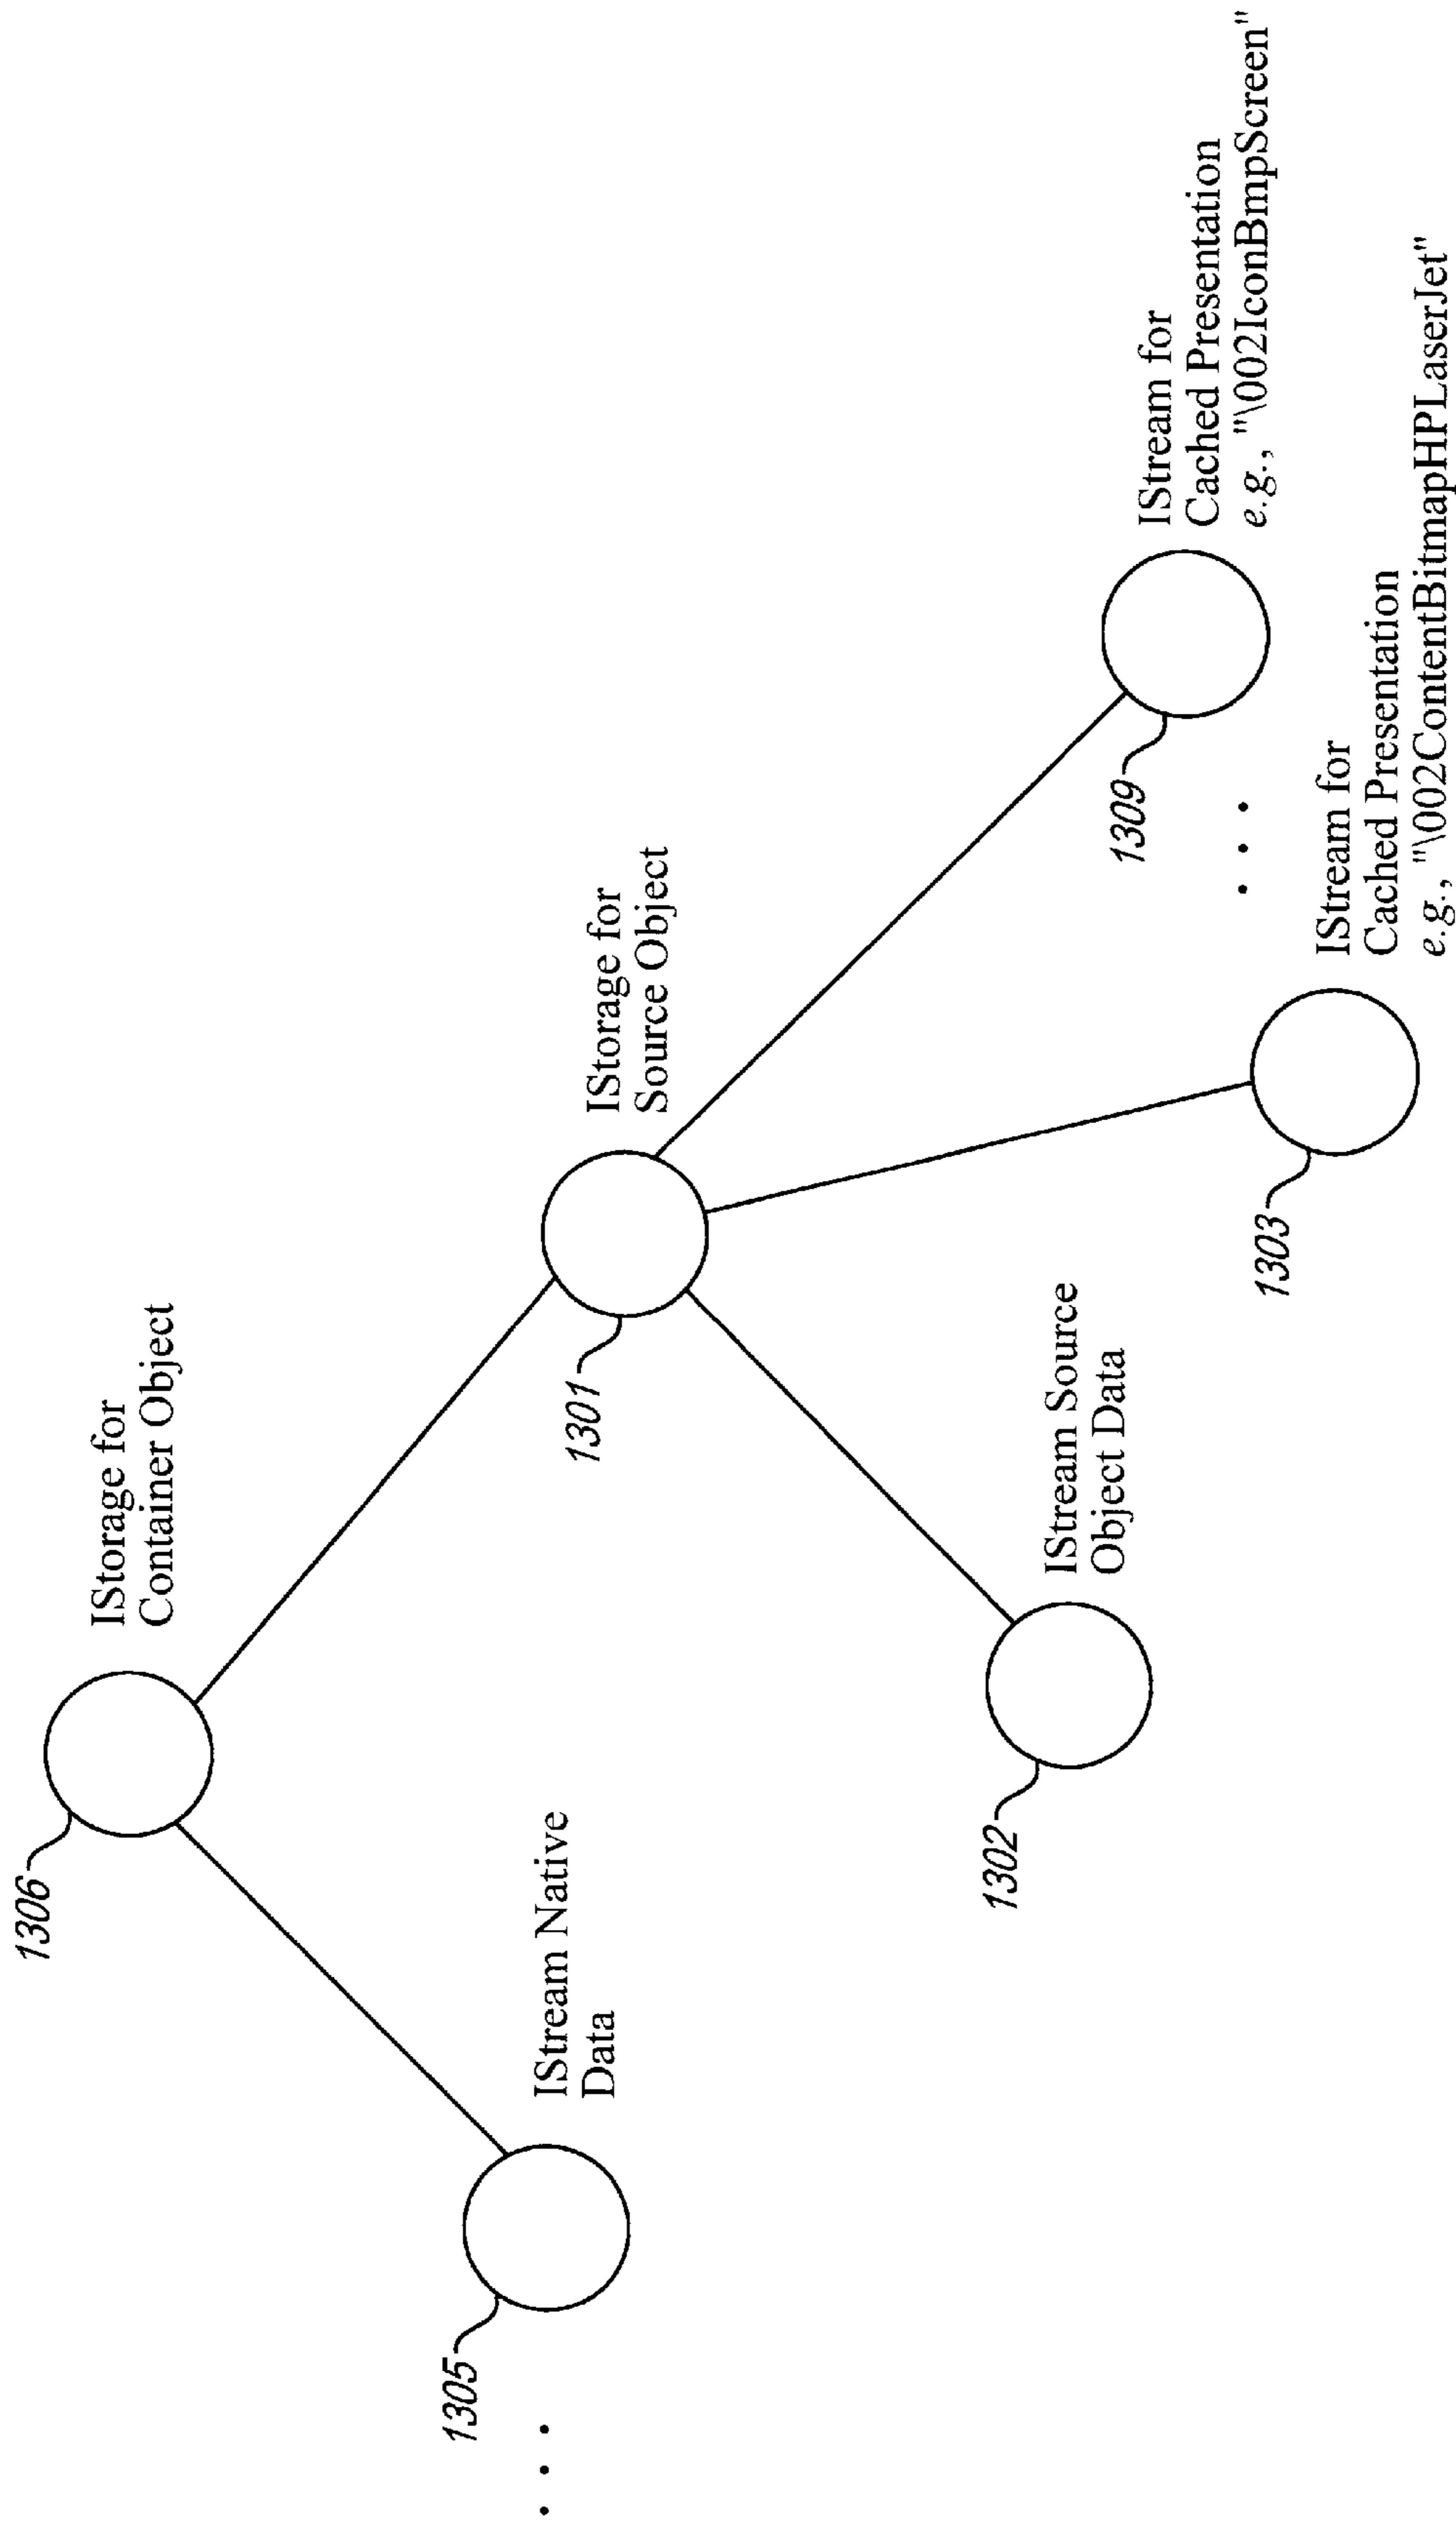 1306
IStorage for
Container Object
1305
IStream Native
Data
. . .
1301
IStorage for
Source Object
1302
IStream Source
Object Data
1303
IStream for
Cached Presentation
e.g., "\002ContentBitmapHPLaserJet"
. . .
1309
IStream for
Cached Presentation
e.g., "\002IconBmpScreen"